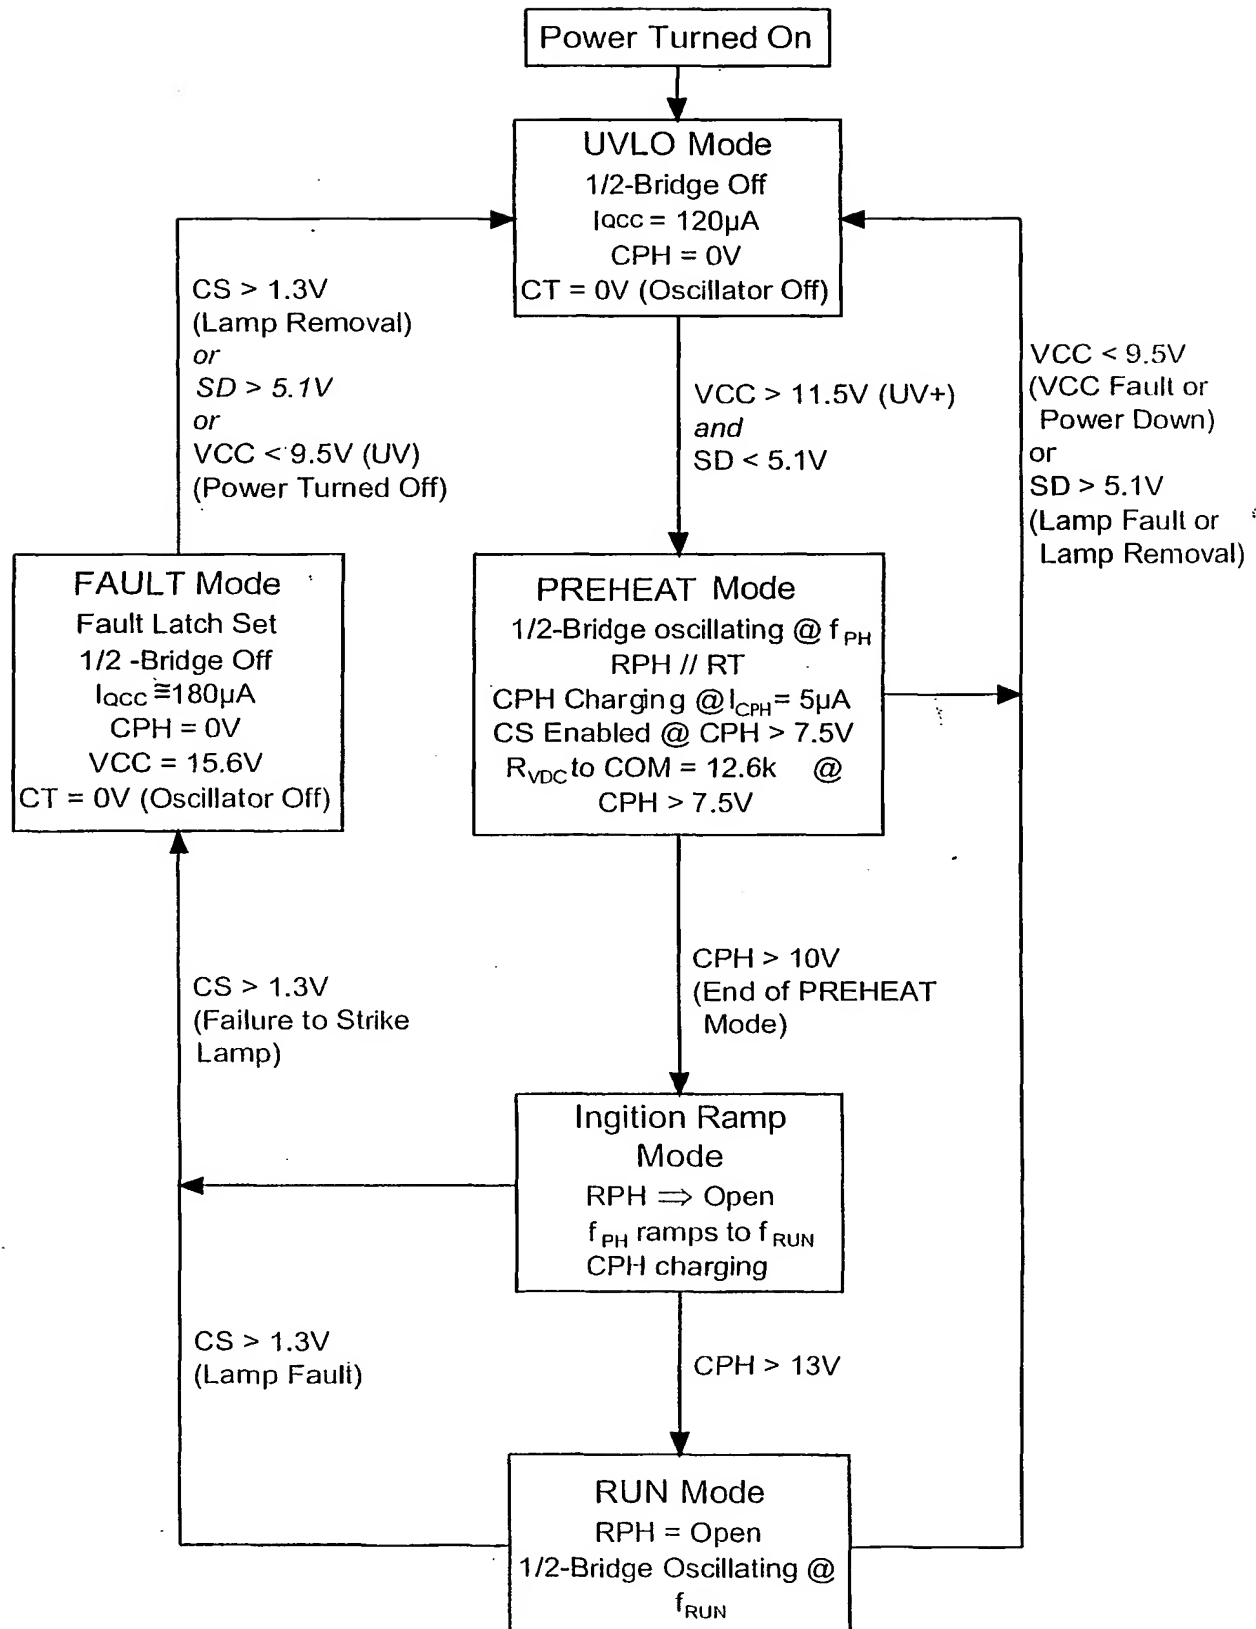 Power Turned On
UVLO Mode
1/2-Bridge Off
IQCC = 120µA
CPH = 0V
CT = 0V (Oscillator Off)
CS > 1.3V
(Lamp Removal)
or
SD > 5.1V
or
VCC < 9.5V (UV)
(Power Turned Off)
VCC > 11.5V (UV+)
and
SD < 5.1V
VCC < 9.5V
(VCC Fault or
Power Down)
or
SD > 5.1V
(Lamp Fault or
Lamp Removal)
FAULT Mode
Fault Latch Set
1/2 -Bridge Off
IQCC ≅180µA
CPH = 0V
VCC = 15.6V
CT = 0V (Oscillator Off)
PREHEAT Mode
1/2-Bridge oscillating @ fPH
RPH // RT
CPH Charging @ ICPH = 5µA
CS Enabled @ CPH > 7.5V
RVDC to COM = 12.6k @
CPH > 7.5V
CPH > 10V
(End of PREHEAT
Mode)
CS > 1.3V
(Failure to Strike
Lamp)
Ingition Ramp
Mode
RPH ⇒ Open
fPH ramps to fRUN
CPH charging
CS > 1.3V
(Lamp Fault)
CPH > 13V
RUN Mode
RPH = Open
1/2-Bridge Oscillating @
fRUN